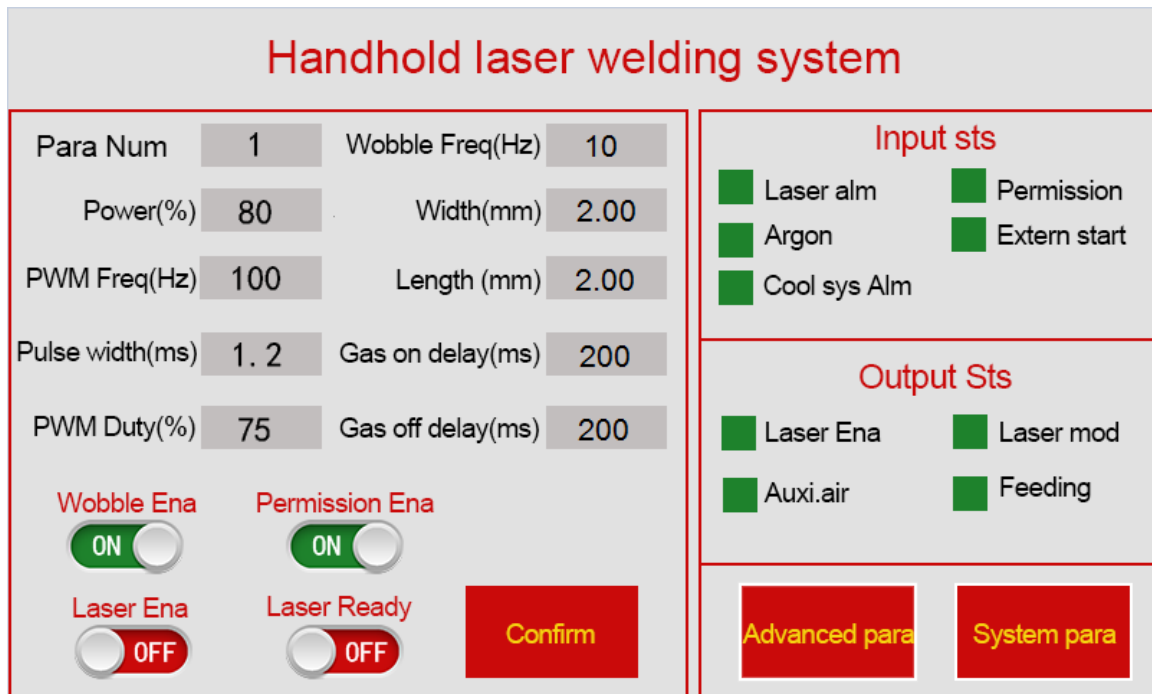 Handhold laser welding system
Para Num 1 Wobble Freq(Hz) 10
Power(%) 80 Width(mm) 2.00
PWM Freq(Hz) 100 Length (mm) 2.00
Pulse width(ms) 1. 2 Gas on delay(ms) 200
PWM Duty(%) 75 Gas off delay(ms) 200
Wobble Ena Permission Ena
ON ON
Laser Ena Laser Ready
OFF OFF
Confirm
Input sts
Laser alm Permission
Argon Extern start
Cool sys Alm
Output Sts
Laser Ena Laser mod
Auxi.air Feeding
Advanced para System para